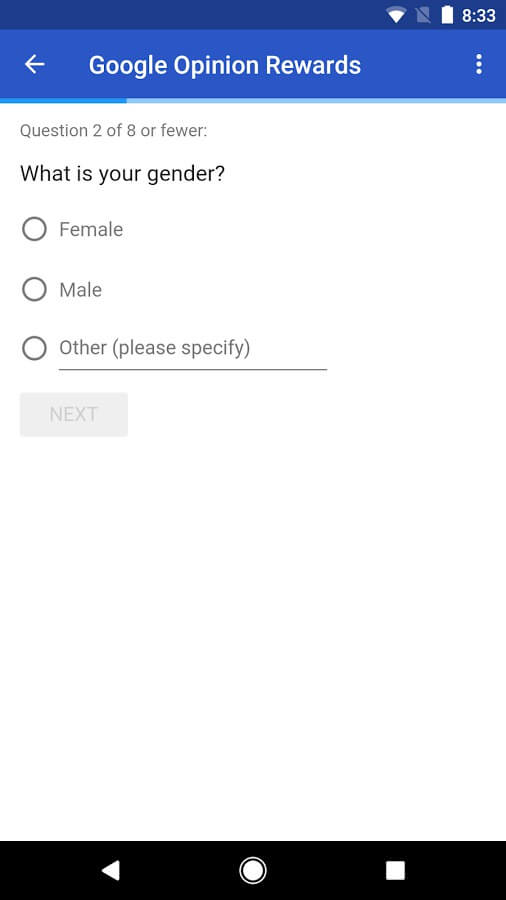 8:33
Google Opinion Rewards
Question 2 of 8 or fewer:
What is your gender?
Female
Male
Other (please specify)
NEXT